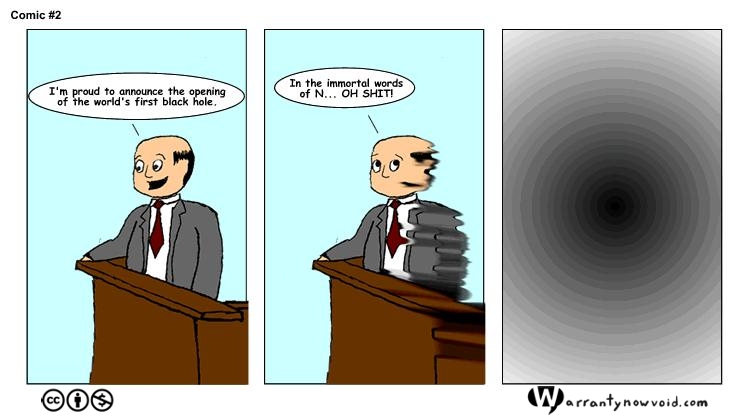 Comic #2
I'm proud to announce the opening
of the world's first black hole.
In the immortal words
of N... OH SHIT!
cc
Warrantynowvoid.com